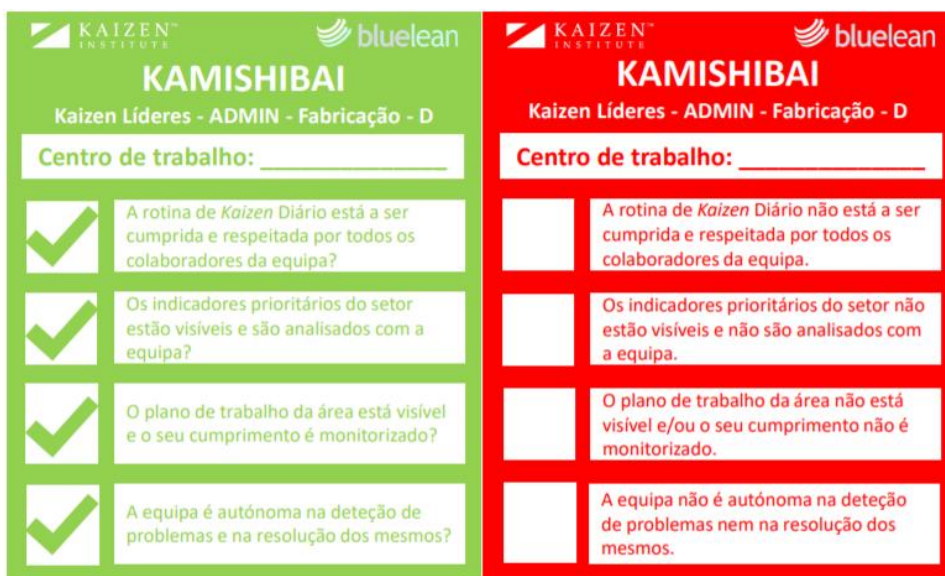 KAIZEN™
INSTITUTE
bluelean
KAMISHIBAI
Kaizen Líderes - ADMIN - Fabricação - D
Centro de trabalho: _______________
A rotina de Kaizen Diário está a ser
cumprida e respeitada por todos os
colaboradores da equipa?
Os indicadores prioritários do setor
estão visíveis e são analisados com a
equipa?
O plano de trabalho da área está visível
e o seu cumprimento é monitorizado?
A equipa é autónoma na deteção de
problemas e na resolução dos mesmos?
KAIZEN™
INSTITUTE
bluelean
KAMISHIBAI
Kaizen Líderes - ADMIN - Fabricação - D
Centro de trabalho: _______________
A rotina de Kaizen Diário não está a ser
cumprida e respeitada por todos os
colaboradores da equipa.
Os indicadores prioritários do setor não
estão visíveis e não são analisados com
a equipa.
O plano de trabalho da área não está
visível e/ou o seu cumprimento não é
monitorizado.
A equipa não é autónoma na deteção
de problemas nem na resolução dos
mesmos.